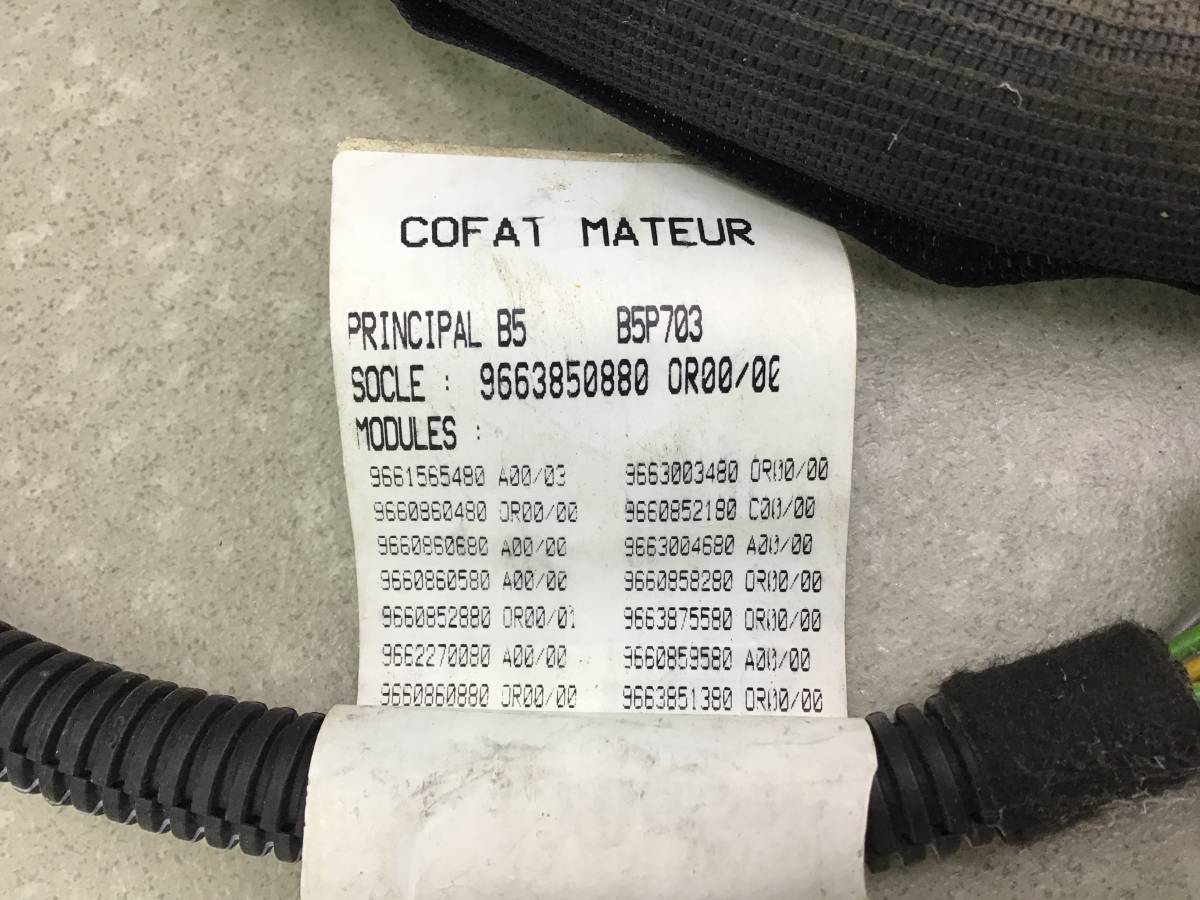 COFAT MATEUR
PRINCIPAL B5 B5P703
SOCLE : 9663850880 OR00/00
MODULES :
9661565480 A00/03 9663003480 OR00/00
9660860480 OR00/00 9660852180 C00/00
9660860680 A00/00 9663004680 A00/00
9660860580 A00/00 9660858280 OR00/00
9660852880 OR00/01 9663875580 OR00/00
9662270080 A00/00 9660859580 A00/00
9660860880 OR00/00 9663851380 OR00/00